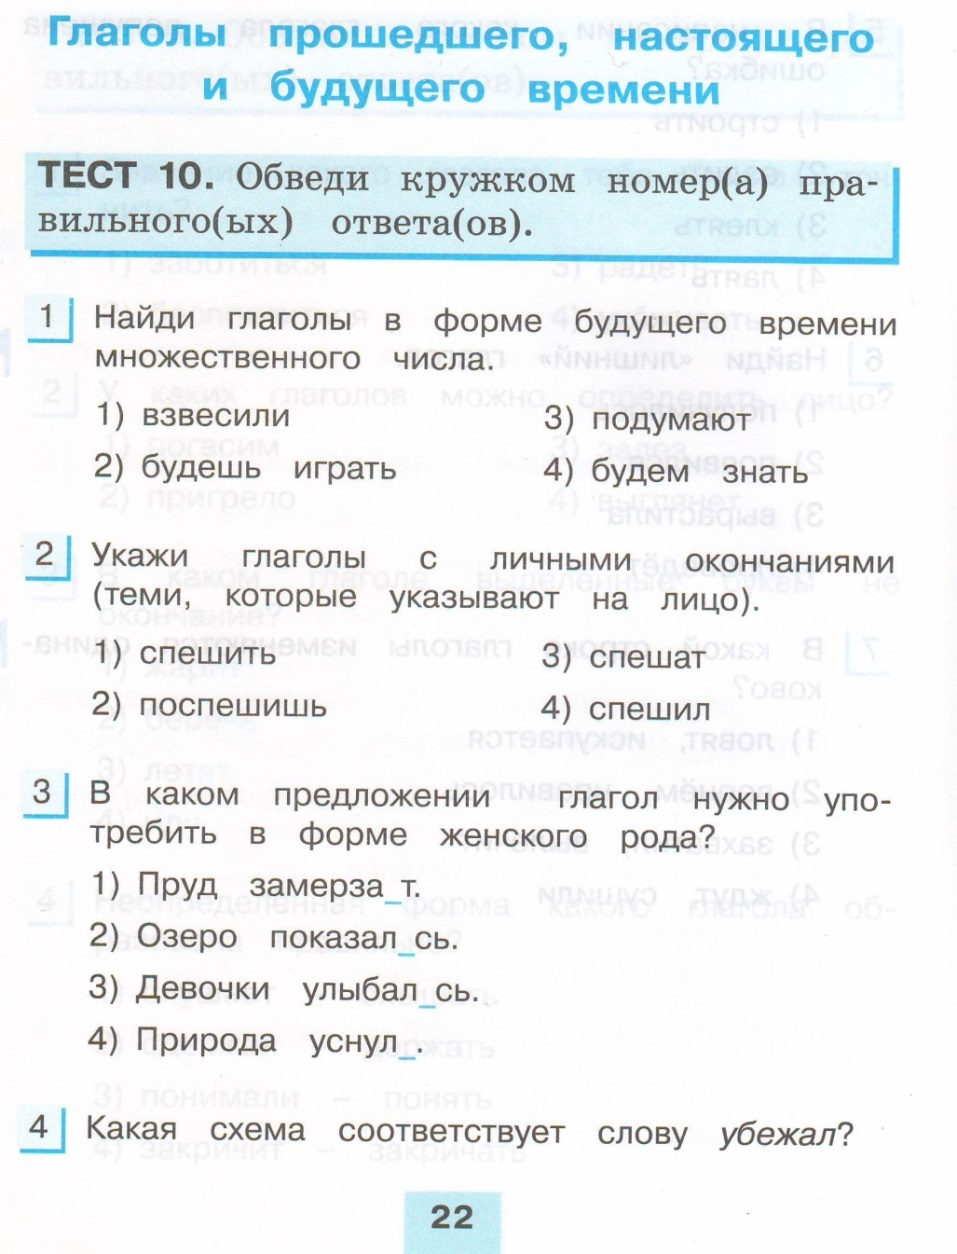 Глаголы прошедшего, настоящего
и будущего времени
ТЕСТ 10. Обведи кружком номер(а) пра-
вильного(ых) ответа(ов).
1 Найди глаголы в форме будущего времени
множественного числа.
1) взвесили 3) подумают
2) будешь играть 4) будем знать
2 Укажи глаголы с личными окончаниями
(теми, которые указывают на лицо).
1) спешить 3) спешат
2) поспешишь 4) спешил
3 В каком предложении глагол нужно упо-
требить в форме женского рода?
1) Пруд замерза_т.
2) Озеро показал_сь.
3) Девочки улыбал_сь.
4) Природа уснул_.
4 Какая схема соответствует слову убежал?
22